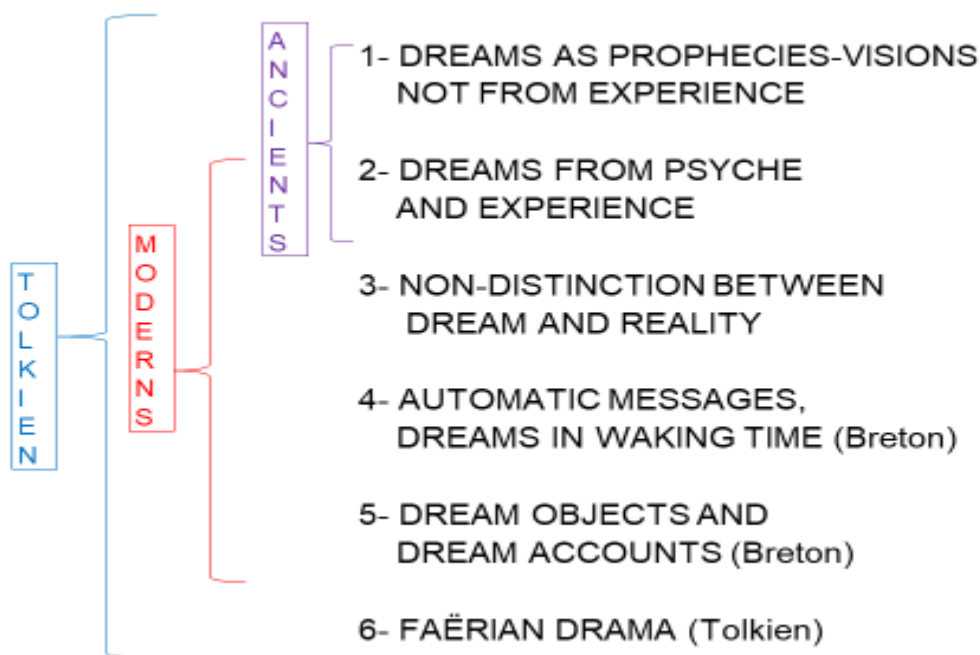 TOLKIEN
MODERNS
ANCIENTS
1- DREAMS AS PROPHECIES-VISIONS
NOT FROM EXPERIENCE
2- DREAMS FROM PSYCHE
AND EXPERIENCE
3- NON-DISTINCTION BETWEEN
DREAM AND REALITY
4- AUTOMATIC MESSAGES,
DREAMS IN WAKING TIME (Breton)
5- DREAM OBJECTS AND
DREAM ACCOUNTS (Breton)
6- FAËRIAN DRAMA (Tolkien)